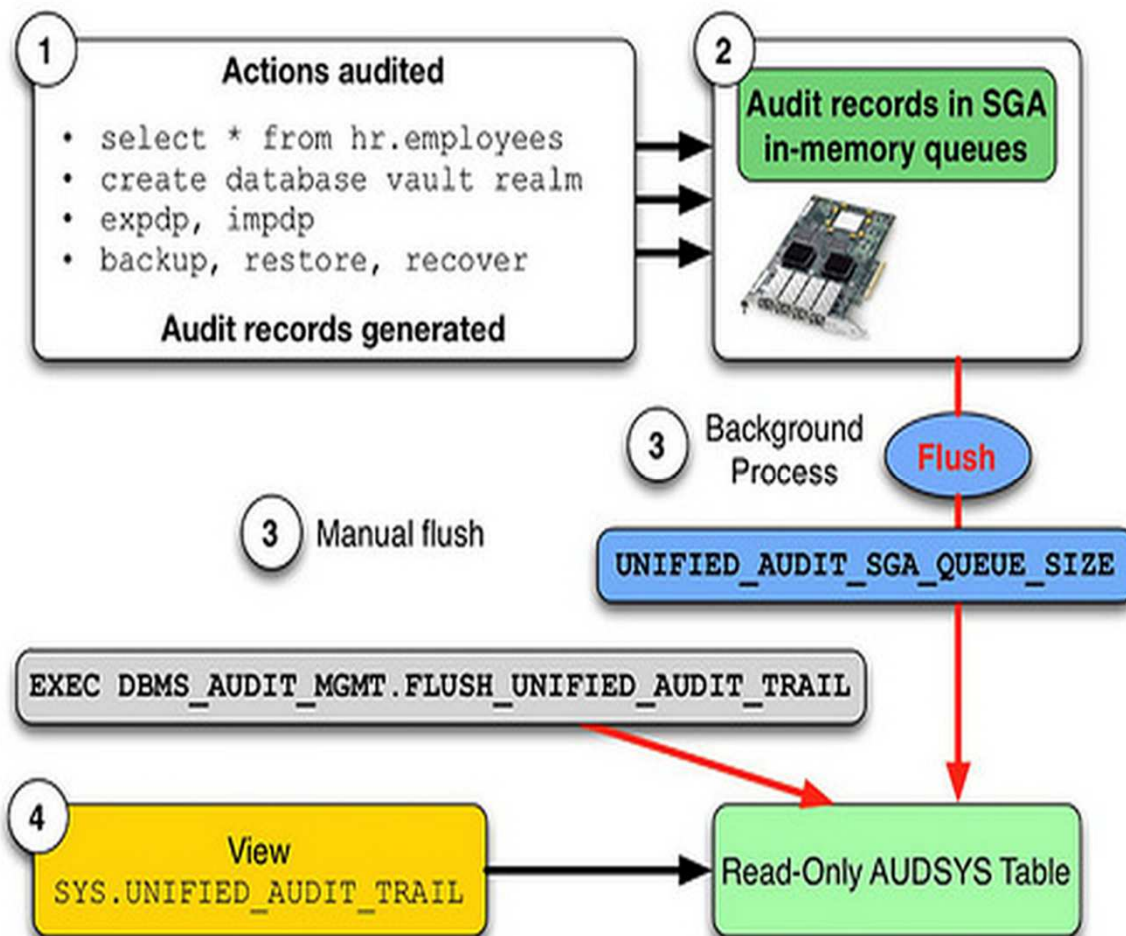 1
Actions audited
• select * from hr.employees
• create database vault realm
• expdp, impdp
• backup, restore, recover
Audit records generated
2
Audit records in SGA
in-memory queues
3
Background
Process
Flush
3
Manual flush
UNIFIED_AUDIT_SGA_QUEUE_SIZE
EXEC DBMS_AUDIT_MGMT.FLUSH_UNIFIED_AUDIT_TRAIL
4
View
SYS.UNIFIED_AUDIT_TRAIL
Read-Only AUDSYS Table